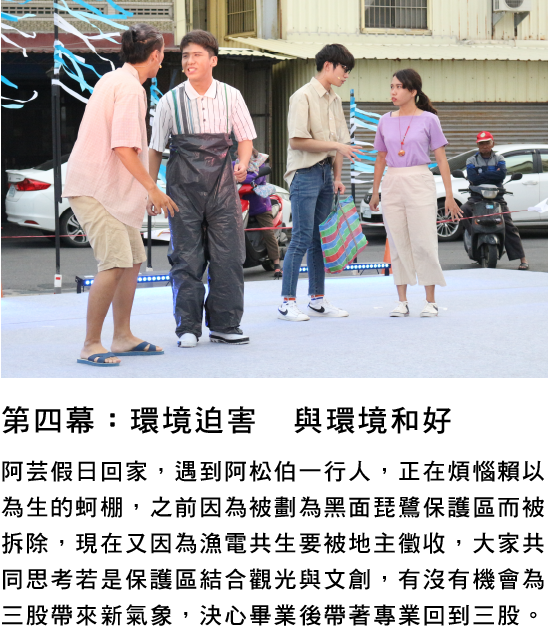 第四幕：環境迫害　與環境和好
阿芸假日回家，遇到阿松伯一行人，正在煩惱賴以
為生的蚵棚，之前因為被劃為黑面琵鷺保護區而被
拆除，現在又因為漁電共生要被地主徵收，大家共
同思考若是保護區結合觀光與文創，有沒有機會為
三股帶來新氣象，決心畢業後帶著專業回到三股。